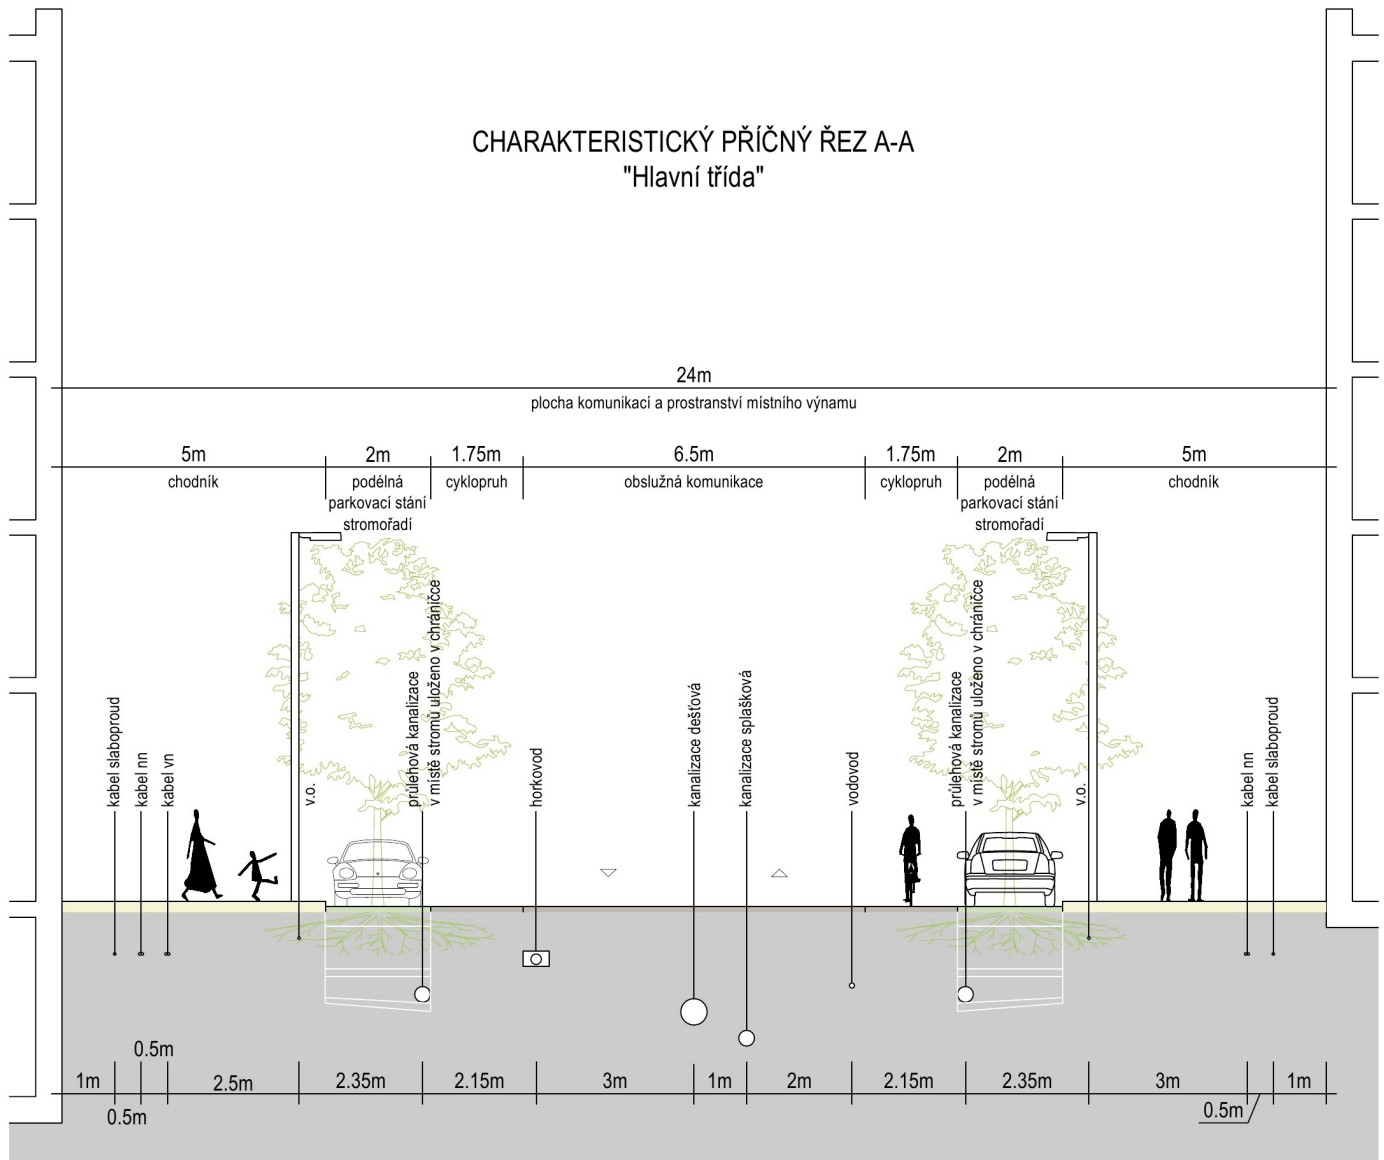 CHARAKTERISTICKÝ PŘÍČNÝ ŘEZ A-A
"Hlavní třída"
24m
plocha komunikací a prostranství místního výnamu
5m
2m
1.75m
6.5m
1.75m
2m
5m
chodník
podélná
parkovací stání
stromořadí
cyklopruh
obslužná komunikace
cyklopruh
podélná
parkovací stání
stromořadí
chodník
kabel slaboproud
kabel nn
kabel vn
v.o.
průlehová kanalizace
v místě stromů uloženo v chráničce
horkovod
kanalizace dešťová
kanalizace splašková
vodovod
průlehová kanalizace
v místě stromů uloženo v chráničce
v.o.
kabel nn
kabel slaboproud
1m
0.5m
0.5m
2.5m
2.35m
2.15m
3m
1m
2m
2.15m
2.35m
3m
0.5m
1m